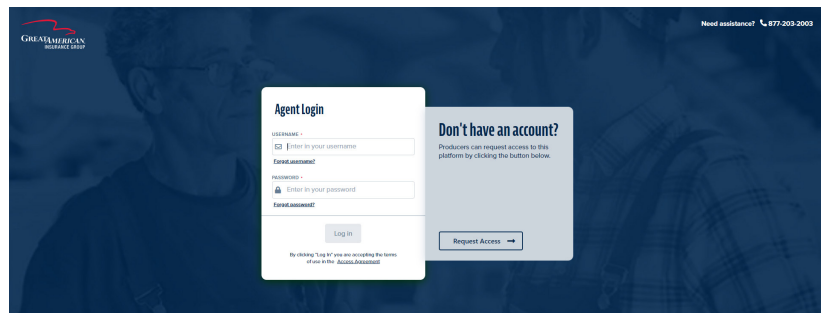 Need assistance? 877-203-2003
GREATAMERICAN
INSURANCE GROUP
Agent Login
USERNAME *
Enter in your username
Forgot username?
PASSWORD *
Enter in your password
Forgot password?
Log in
By clicking "Log In" you are accepting the terms
of use in the Access Agreement
Don't have an account?
Producers can request access to this
platform by clicking the button below.
Request Access →